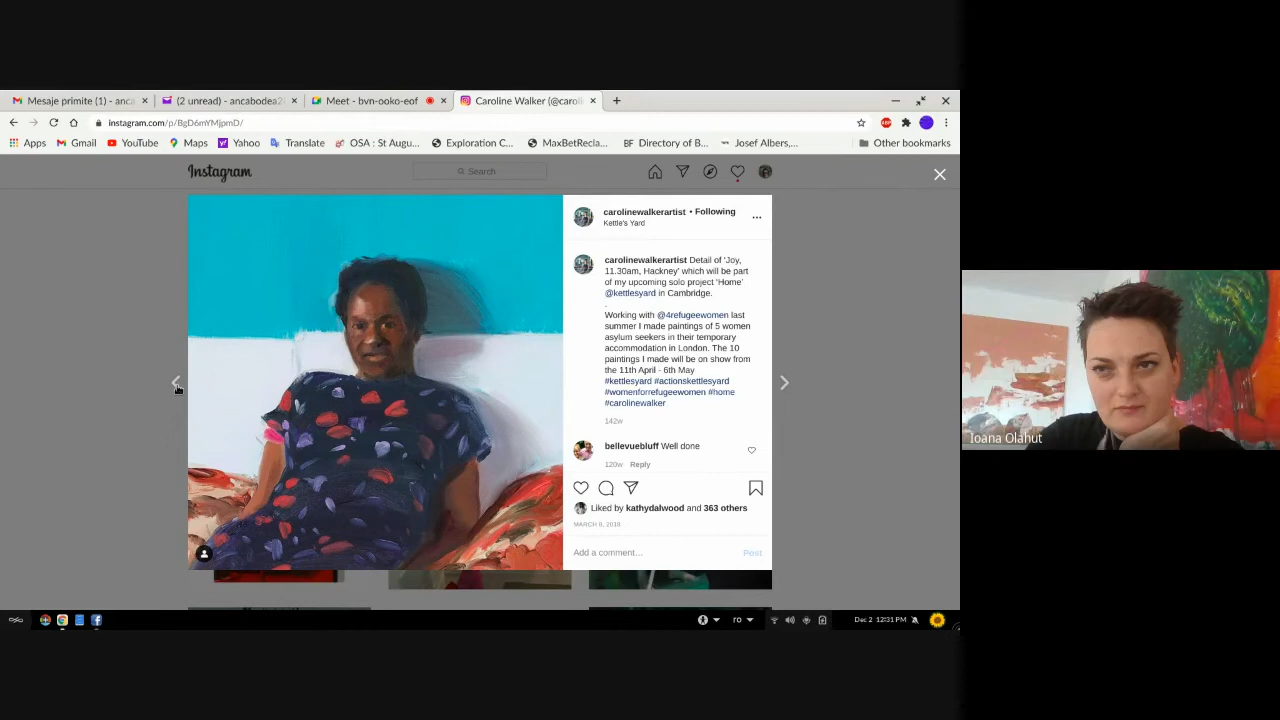 Mesaje primite (1) - anca
(2 unread) - ancabodea2
Meet - bvn-ooko-eof
Caroline Walker (@caroli
instagram.com/p/BgD6mYMjpmD/
Apps
Gmail
YouTube
Maps
Yahoo
Translate
OSA : St Augu...
Exploration C...
MaxBetRecla...
BF Directory of B...
Josef Albers,...
Other bookmarks
Instagram
Search
carolinewalkerartist • Following
Kettle's Yard
carolinewalkerartist Detail of 'Joy,
11.30am, Hackney' which will be part
of my upcoming solo project 'Home'
@kettlesyard in Cambridge.
.
Working with @4refugeewomen last
summer I made paintings of 5 women
asylum seekers in their temporary
accommodation in London. The 10
paintings I made will be on show from
the 11th April - 6th May
#kettlesyard #actionskettlesyard
#womenforrefugeewomen #home
#carolinewalker
142w
bellevuebluff Well done
120w Reply
Liked by kathydalwood and 363 others
Add a comment...
Post
Ioana Olahut
ro
Dec 2 12:31 PM